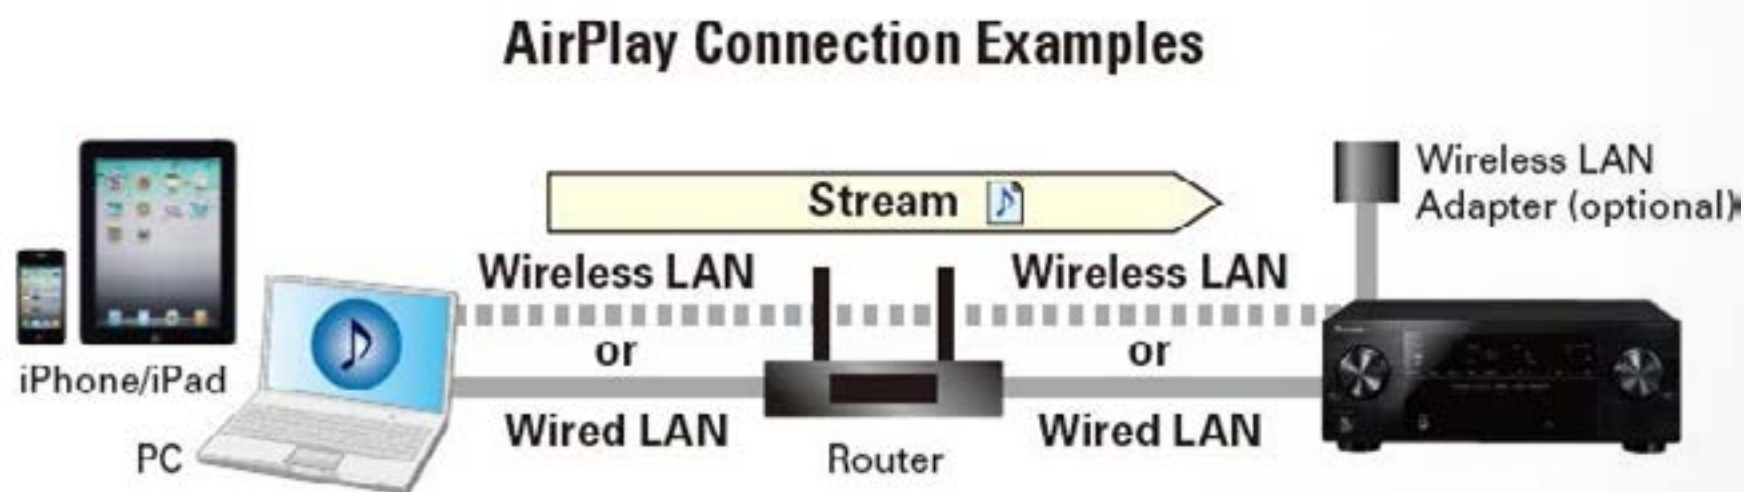 AirPlay Connection Examples
Wireless LAN
Adapter (optional)
Stream
Wireless LAN
Wireless LAN
or
or
iPhone/iPad
Wired LAN
Wired LAN
PC
Router